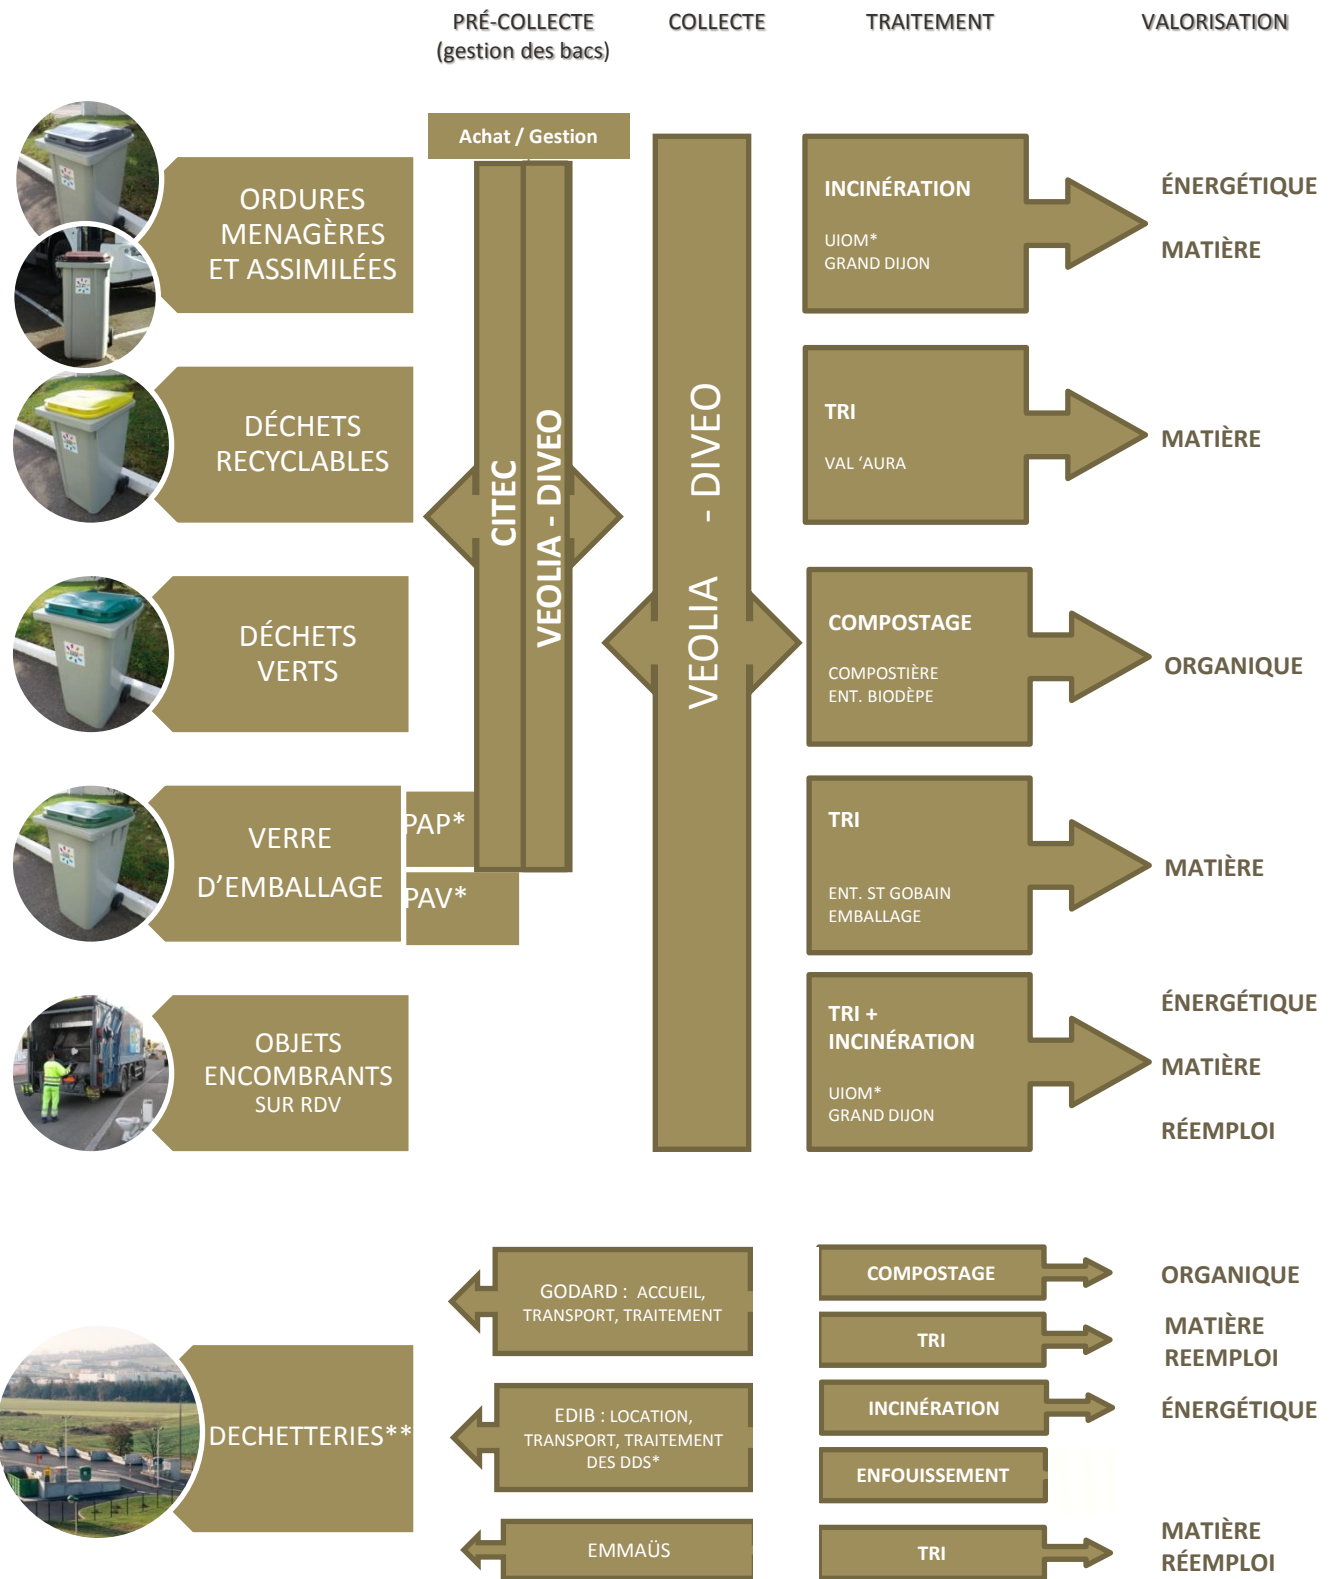 PRÉ-COLLECTE
(gestion des bacs)
COLLECTE
TRAITEMENT
VALORISATION
Achat / Gestion
ORDURES
MENAGÈRES
ET ASSIMILÉES
INCINÉRATION
UIOM*
GRAND DIJON
ÉNERGÉTIQUE
MATIÈRE
DÉCHETS
RECYCLABLES
CITEC
VEOLIA - DIVEO
VEOLIA - DIVEO
TRI
VAL ‘AURA
MATIÈRE
DÉCHETS
VERTS
COMPOSTAGE
COMPOSTIÈRE
ENT. BIODÈPE
ORGANIQUE
VERRE
D’EMBALLAGE
PAP*
PAV*
TRI
ENT. ST GOBAIN
EMBALLAGE
MATIÈRE
OBJETS
ENCOMBRANTS
SUR RDV
TRI +
INCINÉRATION
UIOM*
GRAND DIJON
ÉNERGÉTIQUE
MATIÈRE
RÉEMPLOI
DECHETTERIES**
GODARD : ACCUEIL,
TRANSPORT, TRAITEMENT
COMPOSTAGE
ORGANIQUE
TRI
MATIÈRE
REEMPLOI
EDIB : LOCATION,
TRANSPORT, TRAITEMENT
DES DDS*
INCINÉRATION
ÉNERGÉTIQUE
ENFOUISSEMENT
EMMAÜS
TRI
MATIÈRE
RÉEMPLOI